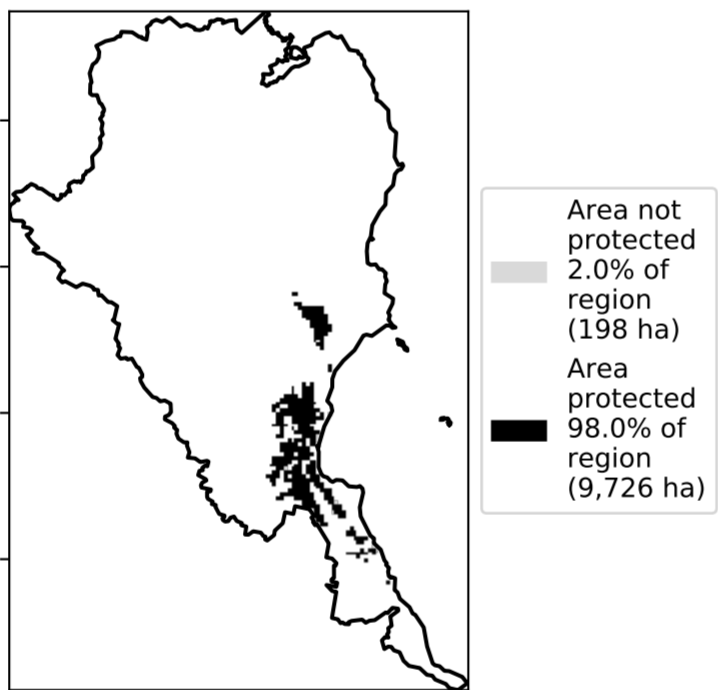 Area not
protected
2.0% of
region
(198 ha)
Area
protected
98.0% of
region
(9,726 ha)